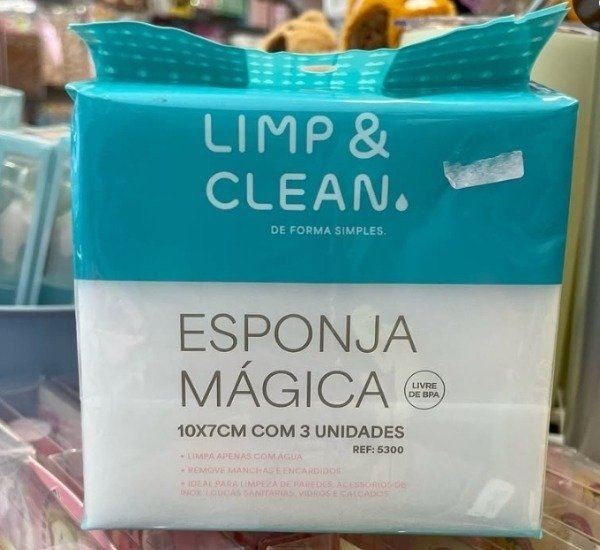 LIMP &
CLEAN.
DE FORMA SIMPLES.
ESPONJA
MÁGICA
LIVRE
DE BPA
10X7CM COM 3 UNIDADES
REF: 5300
• LIMPA APENAS COM ÁGUA
• REMOVE MANCHAS E ENCARDIDOS
• IDEAL PARA LIMPEZA DE PAREDES, ACESSÓRIOS DE
INOX, LOUÇAS SANITÁRIAS, VIDROS E CALÇADOS